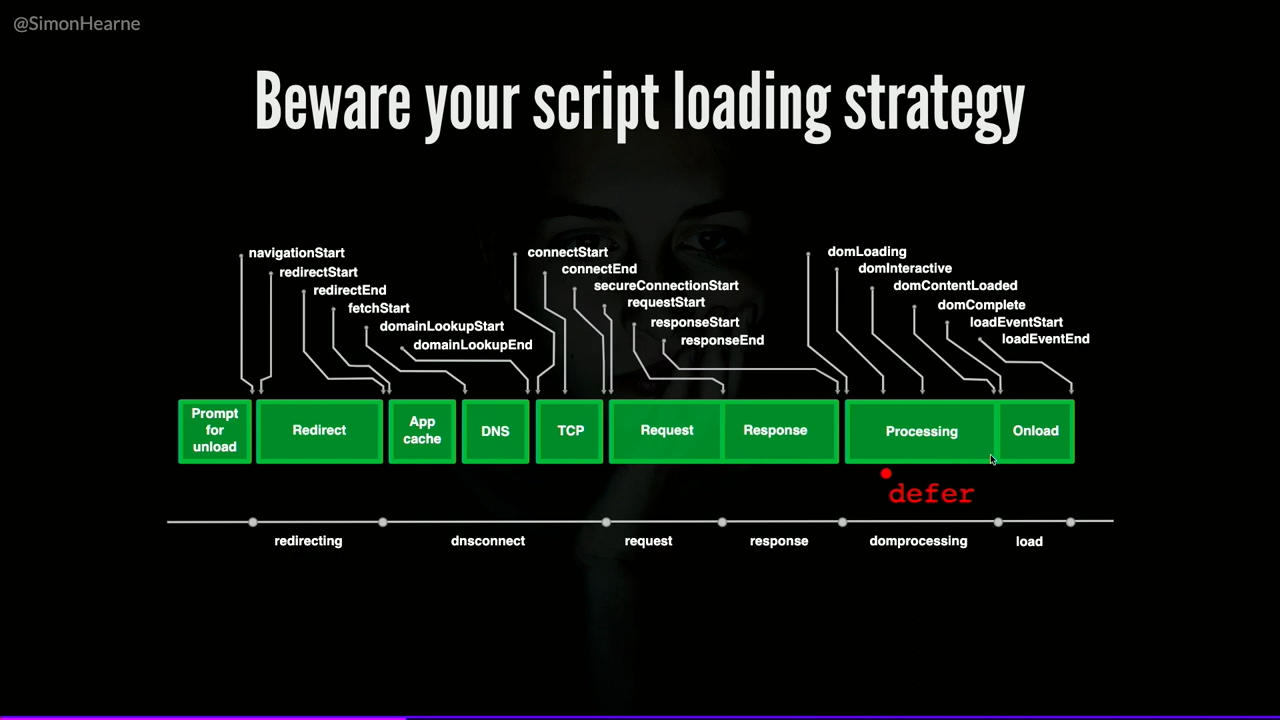 @SimonHearne
Beware your script loading strategy
navigationStart
redirectStart
redirectEnd
fetchStart
domainLookupStart
domainLookupEnd
connectStart
connectEnd
secureConnectionStart
requestStart
responseStart
responseEnd
domLoading
domInteractive
domContentLoaded
domComplete
loadEventStart
loadEventEnd
Prompt
for
unload
Redirect
App
cache
DNS
TCP
Request
Response
Processing
Onload
defer
redirecting
dnsconnect
request
response
domprocessing
load